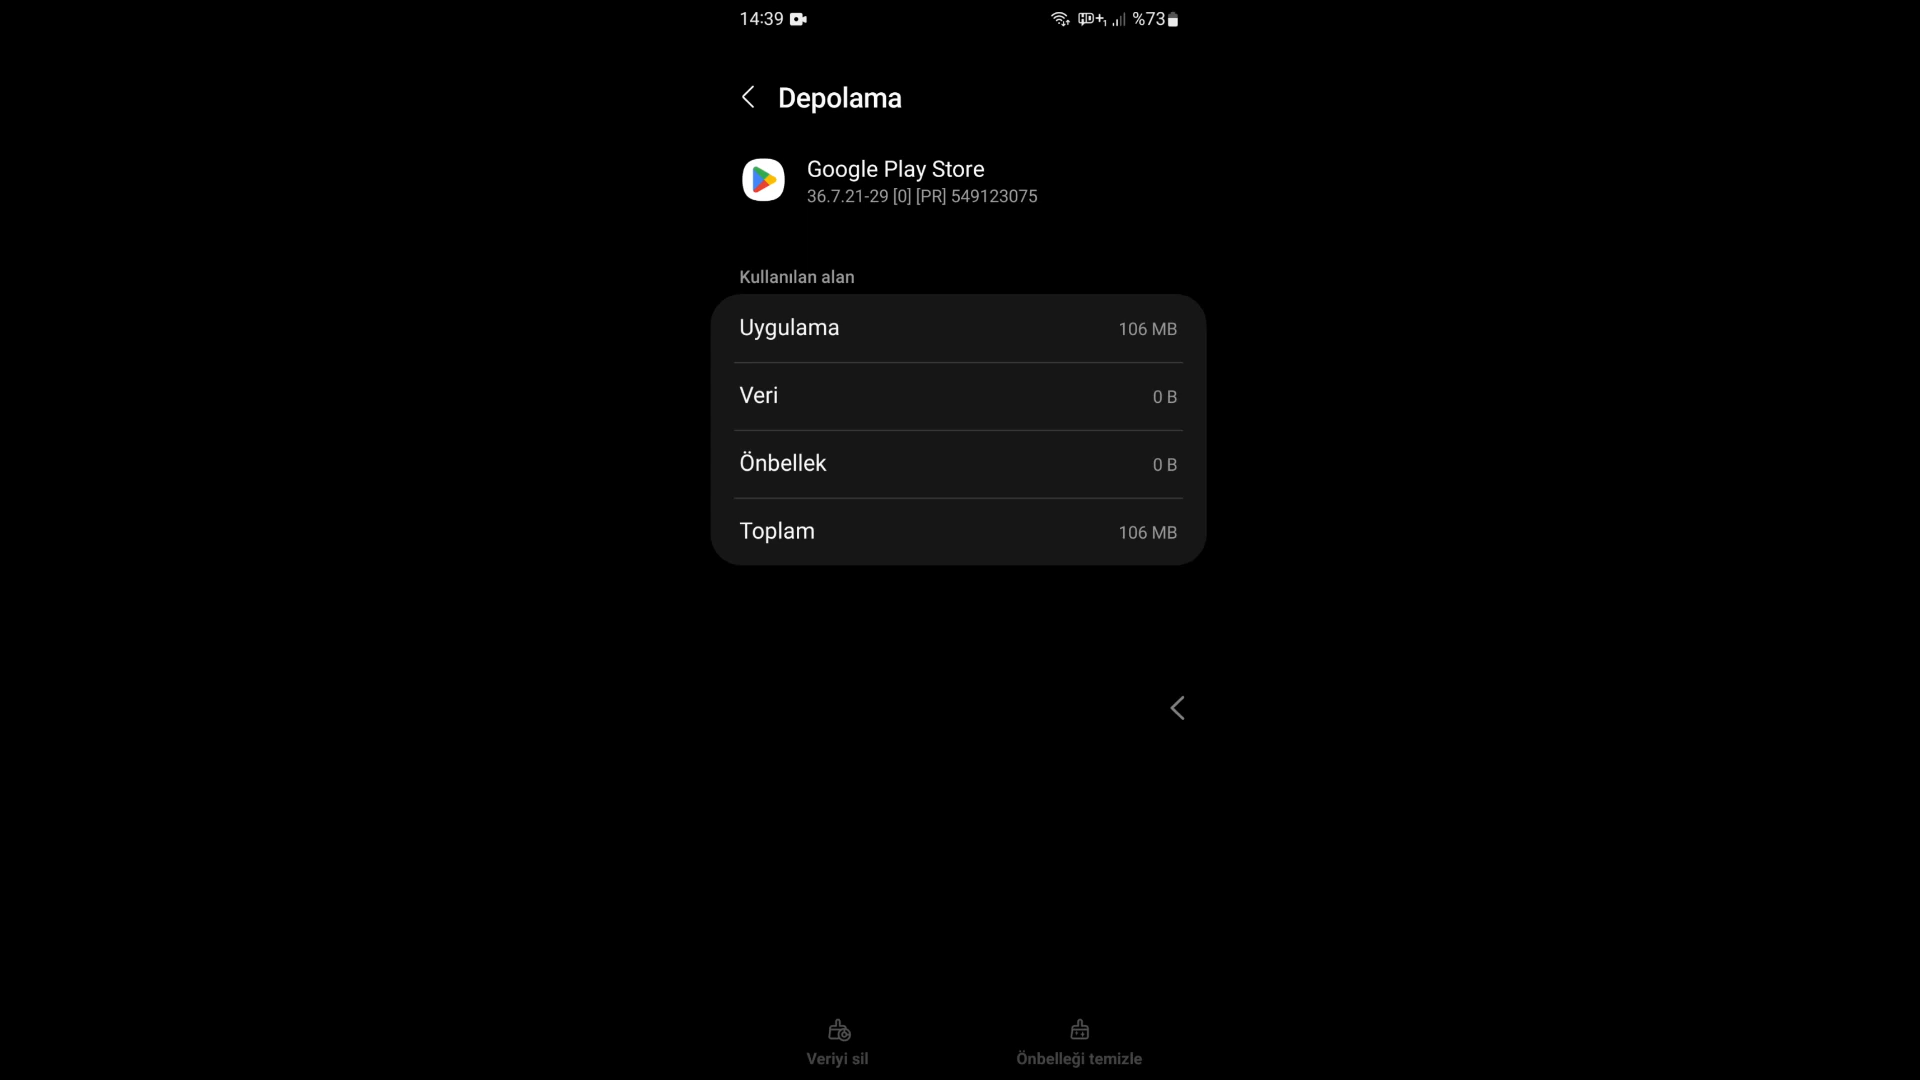 14:39 %73
Depolama
Google Play Store
36.7.21-29 [0] [PR] 549123075
Kullanılan alan
Uygulama 106 MB
Veri 0 B
Önbellek 0 B
Toplam 106 MB
Veriyi sil Önbelleği temizle